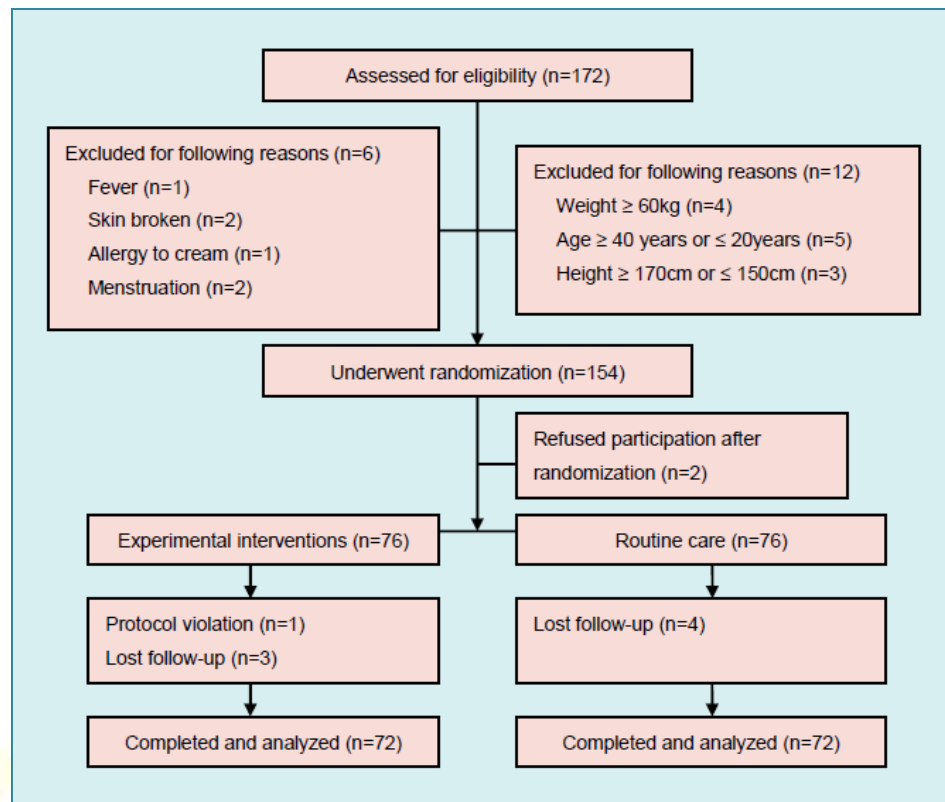 Assessed for eligibility (n=172)
Excluded for following reasons (n=6)
Fever (n=1)
Skin broken (n=2)
Allergy to cream (n=1)
Menstruation (n=2)
Excluded for following reasons (n=12)
Weight ≥ 60kg (n=4)
Age ≥ 40 years or ≤ 20years (n=5)
Height ≥ 170cm or ≤ 150cm (n=3)
Underwent randomization (n=154)
Refused participation after
randomization (n=2)
Experimental interventions (n=76)
Routine care (n=76)
Protocol violation (n=1)
Lost follow-up (n=3)
Lost follow-up (n=4)
Completed and analyzed (n=72)
Completed and analyzed (n=72)